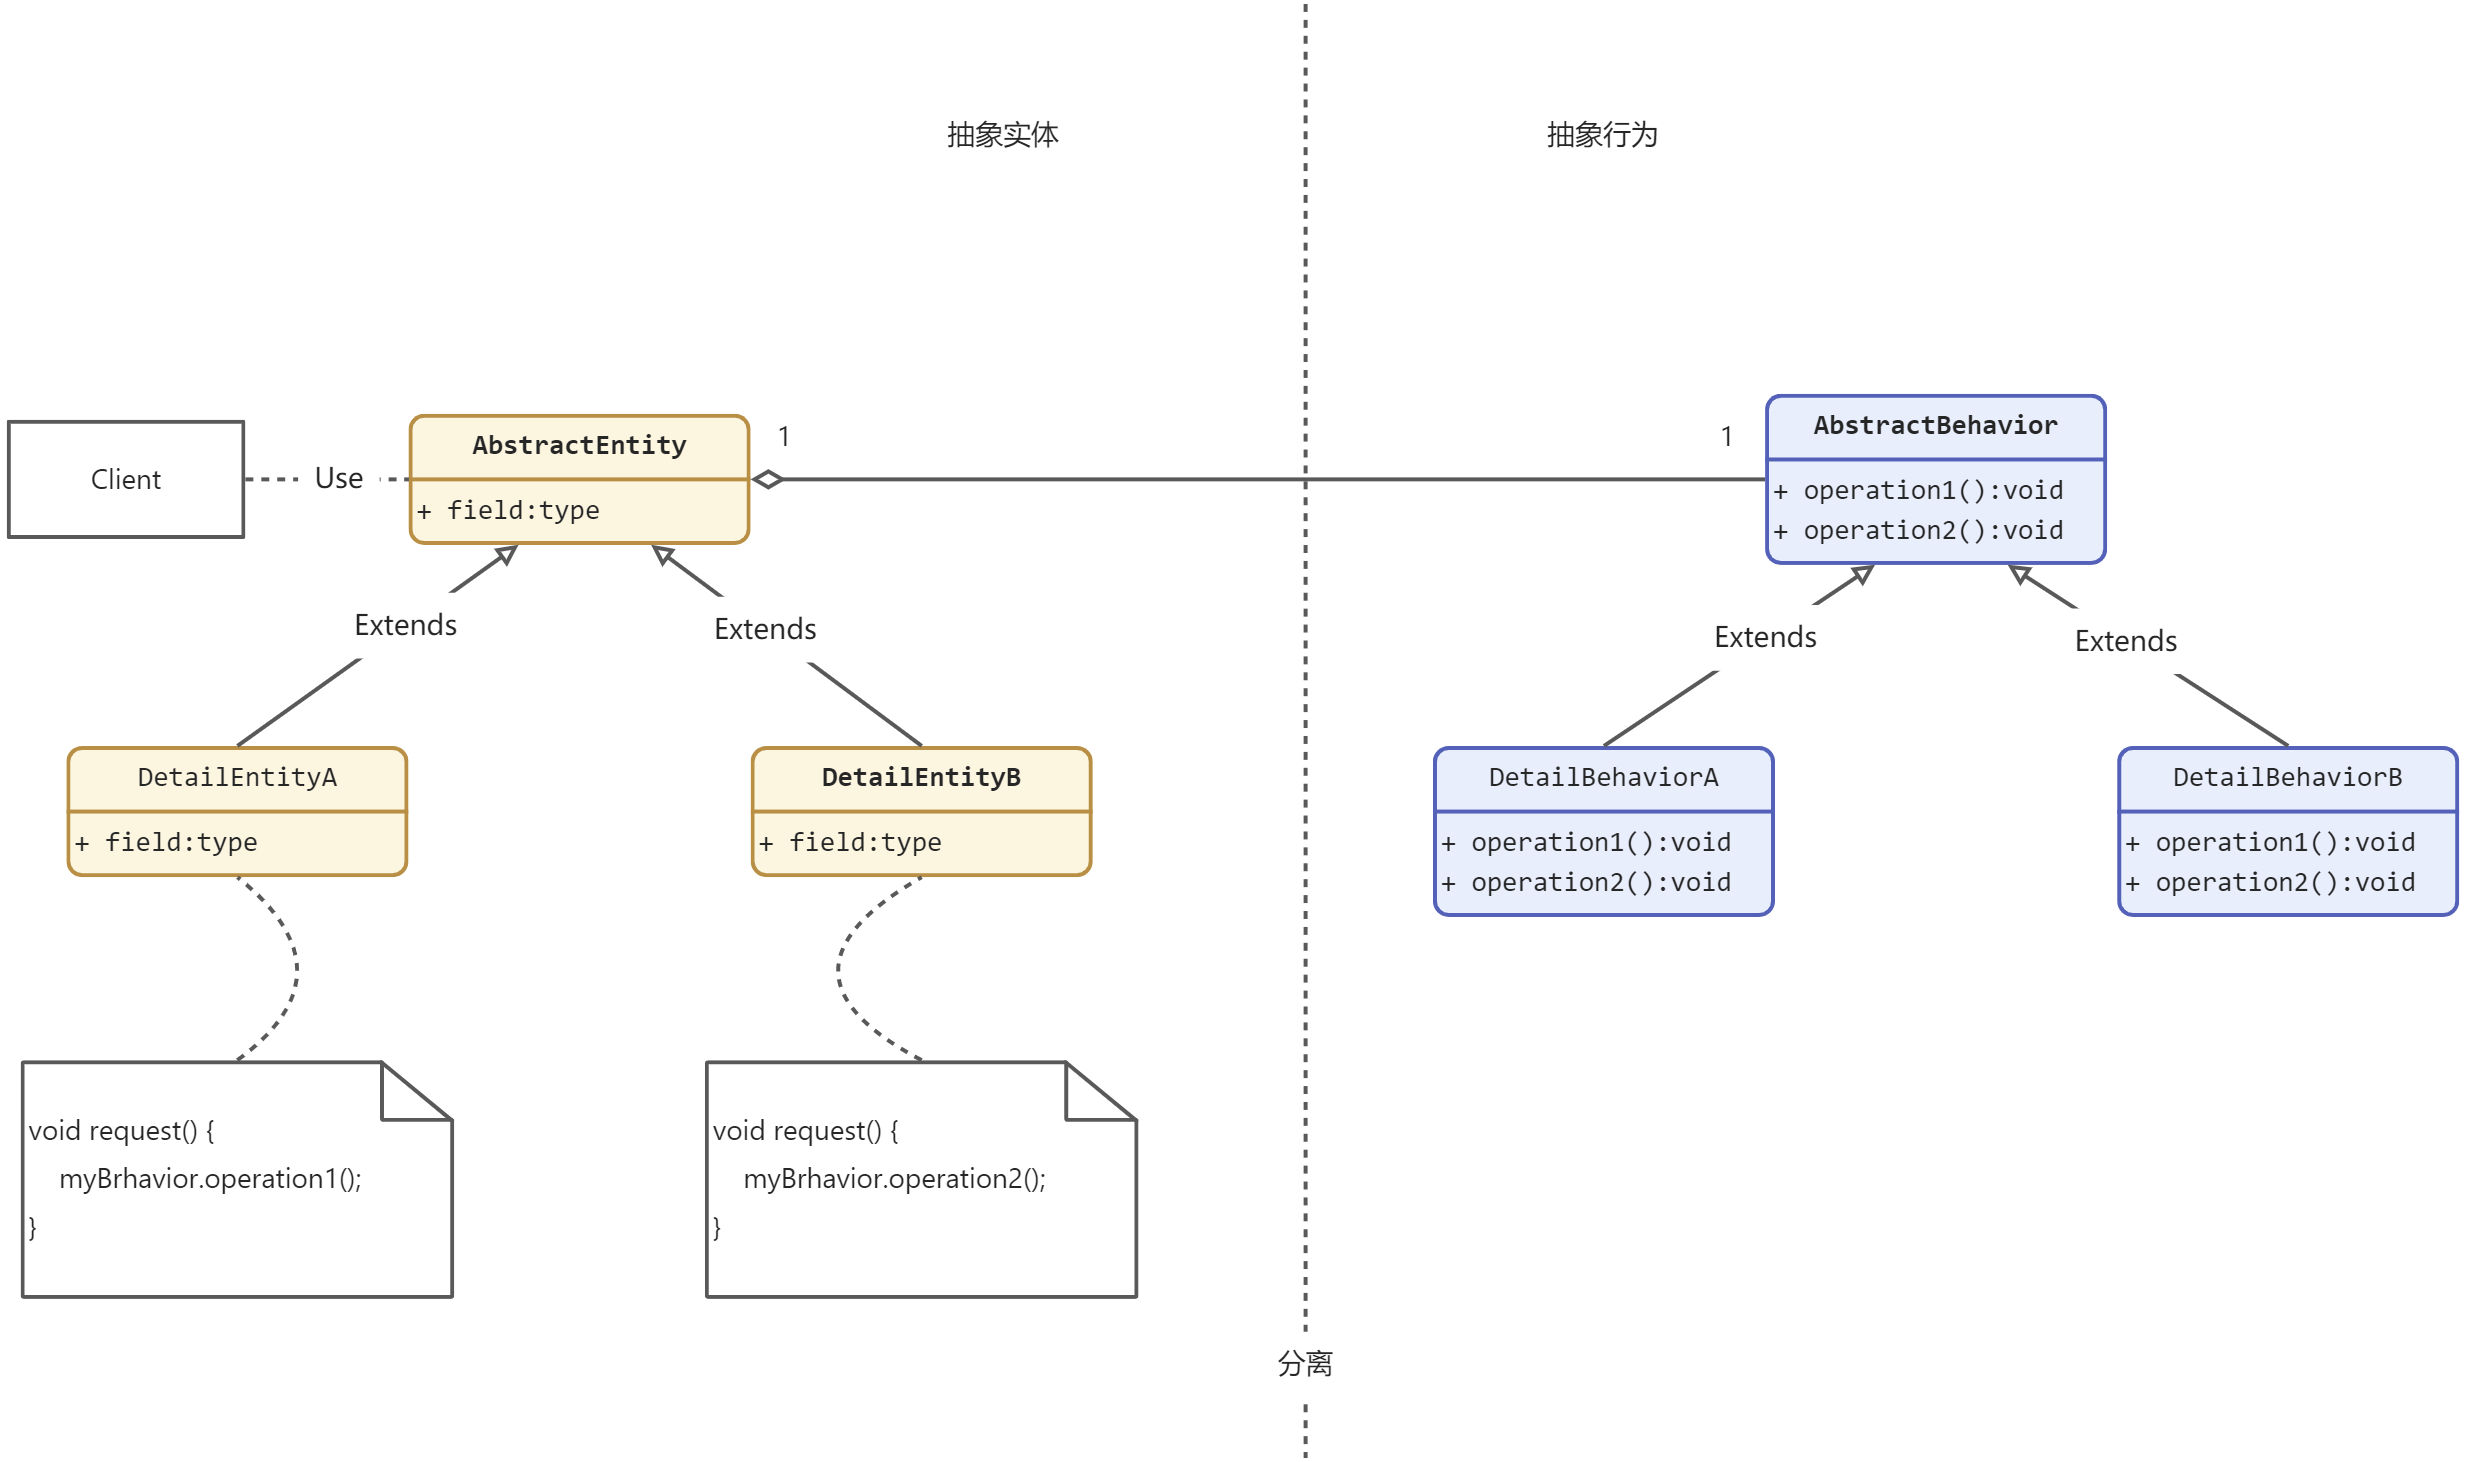 抽象实体
抽象行为
Client
Use
AbstractEntity
+ field:type
1
1
AbstractBehavior
+ operation1():void
+ operation2():void
Extends
Extends
Extends
Extends
DetailEntityA
+ field:type
DetailEntityB
+ field:type
DetailBehaviorA
+ operation1():void
+ operation2():void
DetailBehaviorB
+ operation1():void
+ operation2():void
void request() {
myBrhavior.operation1();
}
void request() {
myBrhavior.operation2();
}
分离